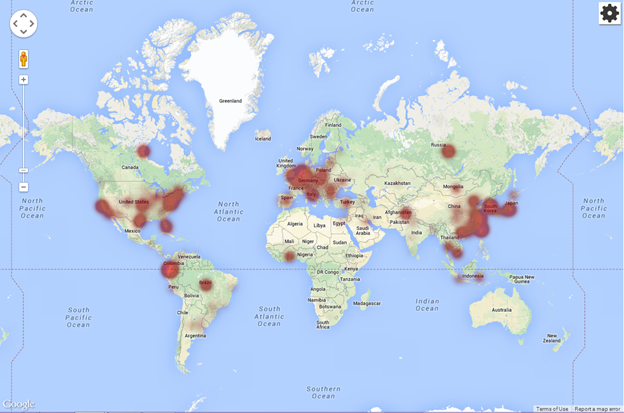 Arctic
Ocean
Arctic
Ocean
Greenland
Iceland
Finland
Sweden
Norway
Russia
Canada
United
Kingdom
Poland
Germany
Ukraine
France
Kazakhstan
Mongolia
North
Pacific
Ocean
United States
North
Atlantic
Ocean
Spain
Italy
Turkey
China
South
Korea
Japan
North
Pacific
Ocean
Iraq
Iran
Afghanistan
Pakistan
Algeria
Libya
Egypt
Saudi
Arabia
India
Mexico
Mali
Niger
Sudan
Thailand
Venezuela
Colombia
Nigeria
Chad
Ethiopia
DR Congo
Kenya
Tanzania
Indonesia
Papua New
Guinea
Peru
Brazil
Bolivia
Angola
Namibia
Botswana
Madagascar
Indian
Ocean
Australia
South
Pacific
Ocean
Chile
South
Atlantic
Ocean
South
Africa
Argentina
New
Zealand
Southern
Ocean
Google
Terms of Use
Report a map error